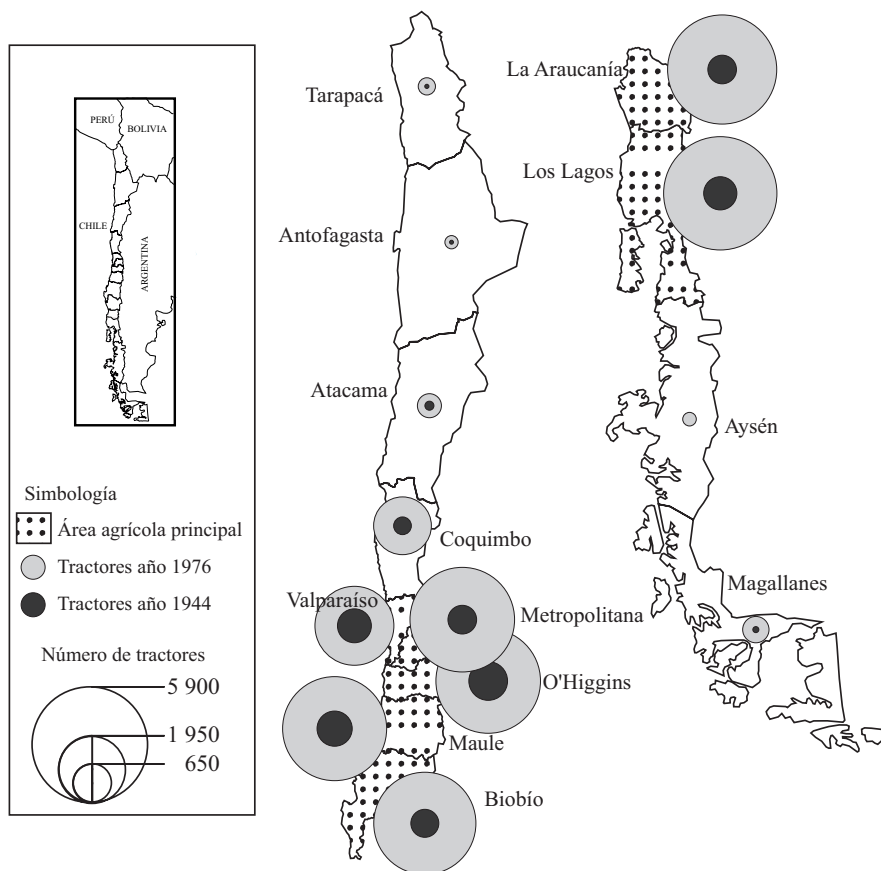 PERÚ
BOLIVIA
CHILE
ARGENTINA
Simbología
Área agrícola principal
Tractores año 1976
Tractores año 1944
Número de tractores
5 900
1 950
650
Tarapacá
Antofagasta
Atacama
Coquimbo
Valparaíso
Metropolitana
O'Higgins
Maule
Biobío
La Araucanía
Los Lagos
Aysén
Magallanes